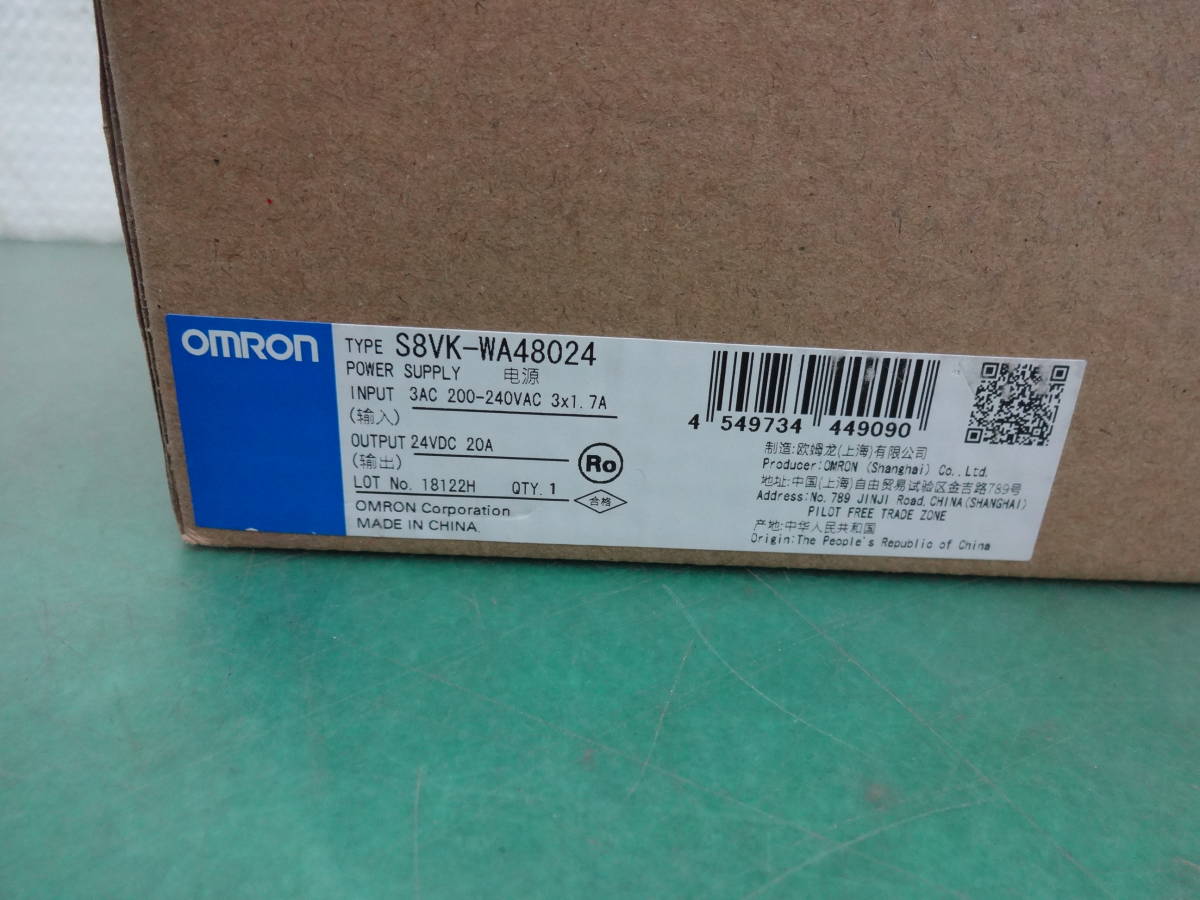 OMRON
TYPE S8VK-WA48024
POWER SUPPLY 电源
INPUT 3AC 200-240VAC 3x1.7A
(输入)
OUTPUT 24VDC 20A
(输出)
Ro
LOT No. 18122H QTY. 1
合格
OMRON Corporation
MADE IN CHINA.
4 549734 449090
制造:欧姆龙(上海)有限公司
Producer:OMRON (Shanghai) Co.,Ltd.
地址:中国(上海)自由贸易试验区金吉路789号
Address:No. 789 JINJI Road, CHINA(SHANGHAI)
PILOT FREE TRADE ZONE
产地:中华人民共和国
Origin:The People's Republic of China